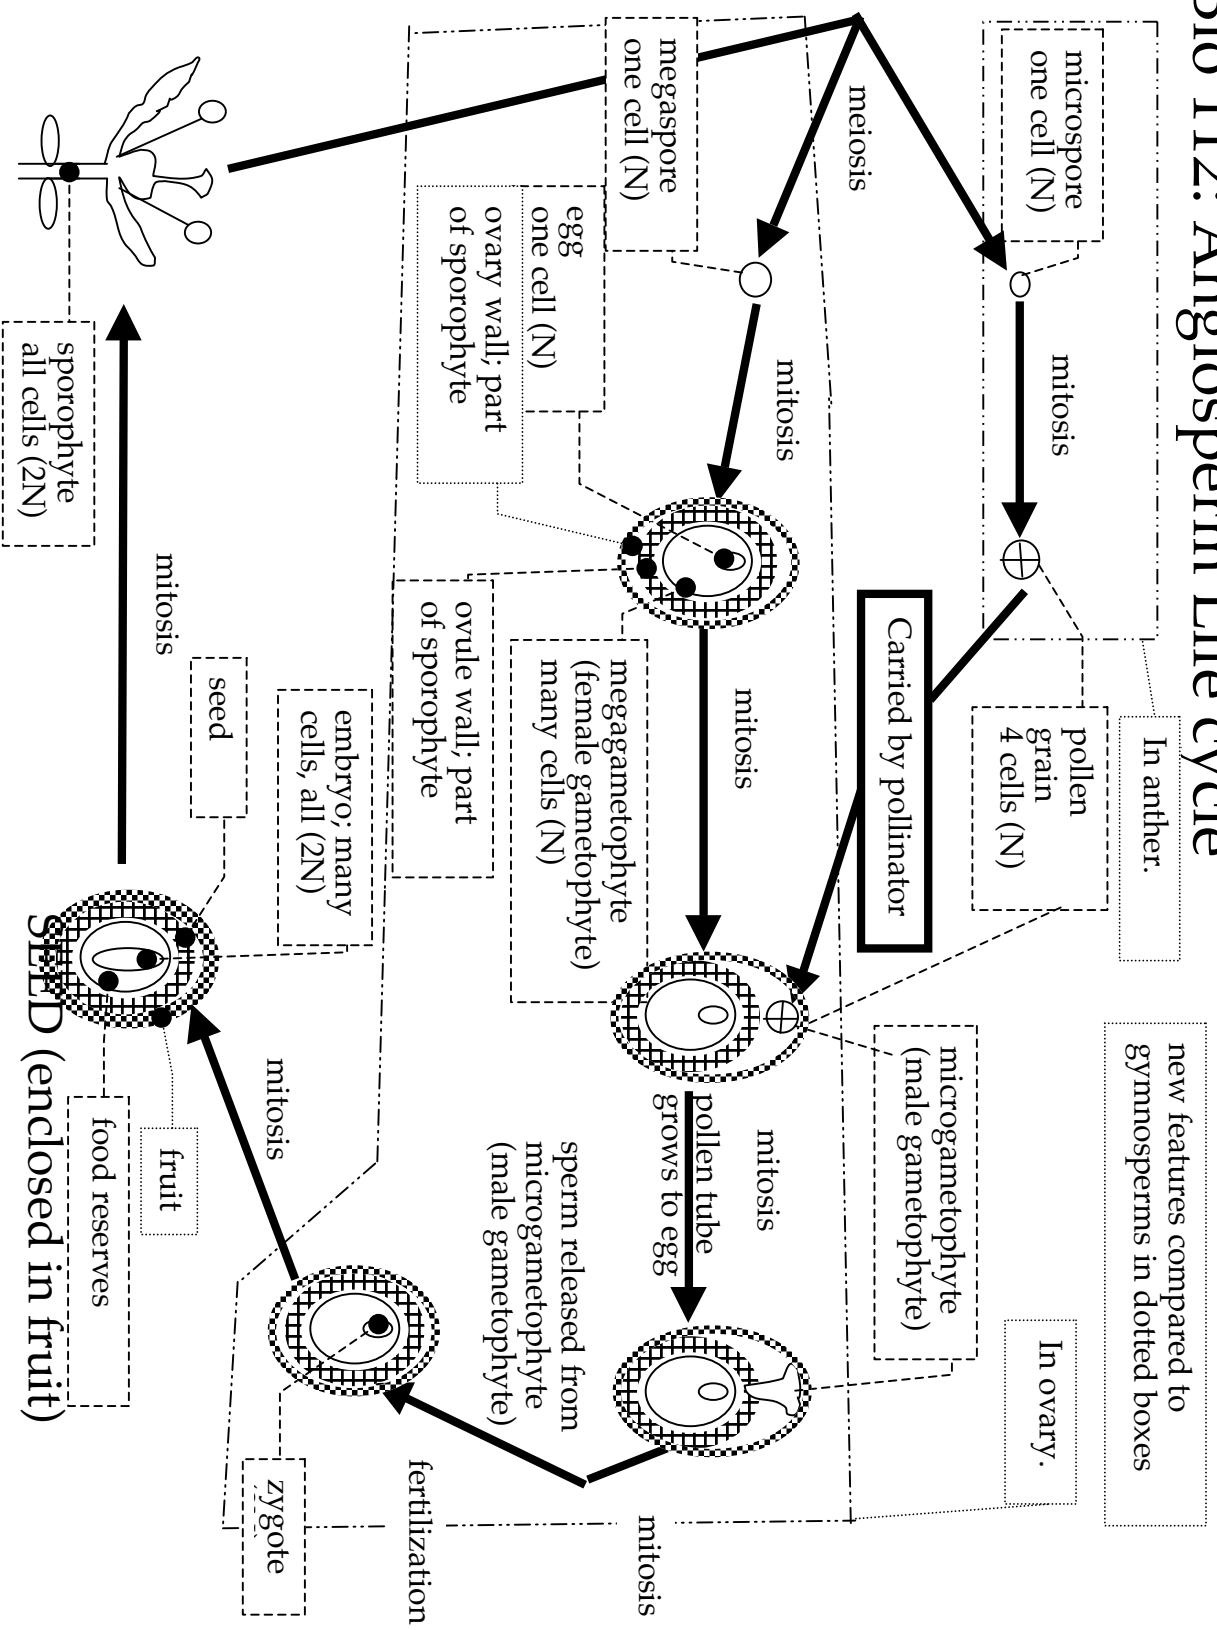 Bio 112: Angiosperm Life cycle
microspore
one cell (N)
mitosis
In anther.
pollen
grain
4 cells (N)
new features compared to
gymnosperms in dotted boxes
meiosis
Carried by pollinator
microgametophyte
(male gametophyte)
In ovary.
megaspore
one cell (N)
mitosis
mitosis
mitosis
pollen tube
grows to egg
egg
one cell (N)
ovary wall; part
of sporophyte
megagametophyte
(female gametophyte)
many cells (N)
sperm released from
microgametophyte
(male gametophyte)
mitosis
ovule wall; part
of sporophyte
fertilization
embryo; many
cells, all (2N)
mitosis
zygote
seed
mitosis
fruit
food reserves
sporophyte
all cells (2N)
SEED (enclosed in fruit)